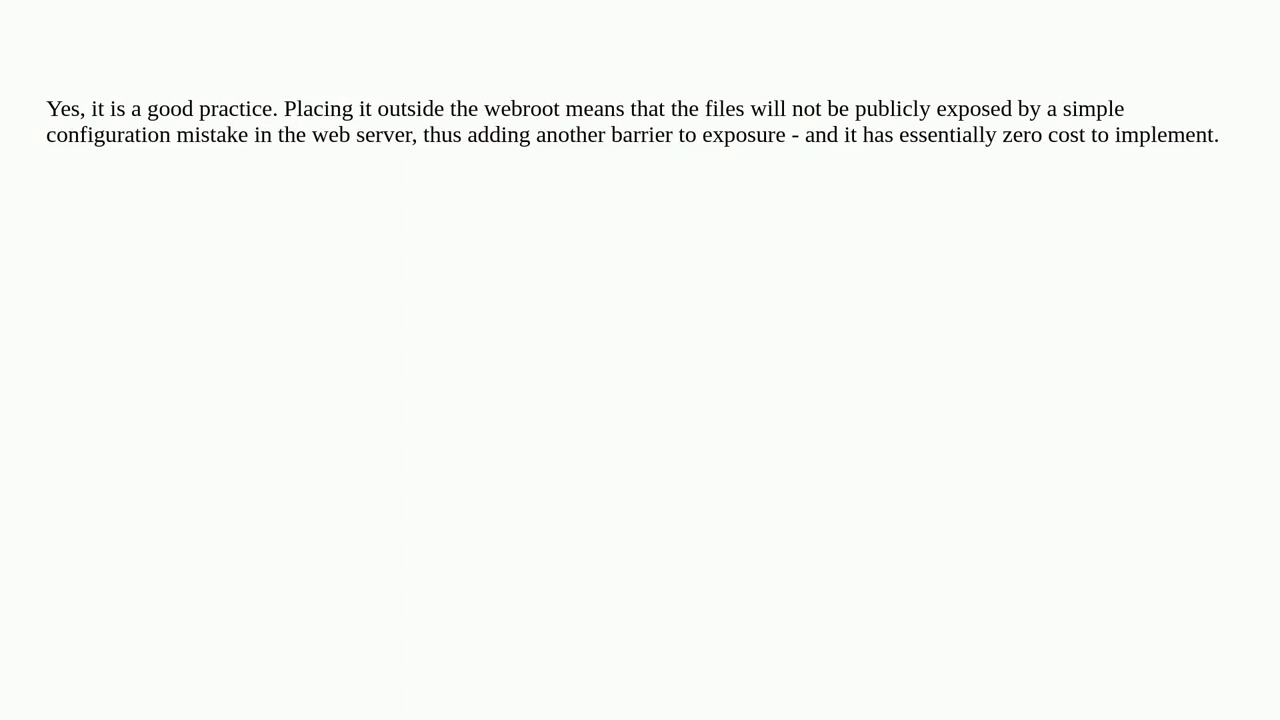 Yes, it is a good practice. Placing it outside the webroot means that the files will not be publicly exposed by a simple
configuration mistake in the web server, thus adding another barrier to exposure - and it has essentially zero cost to implement.